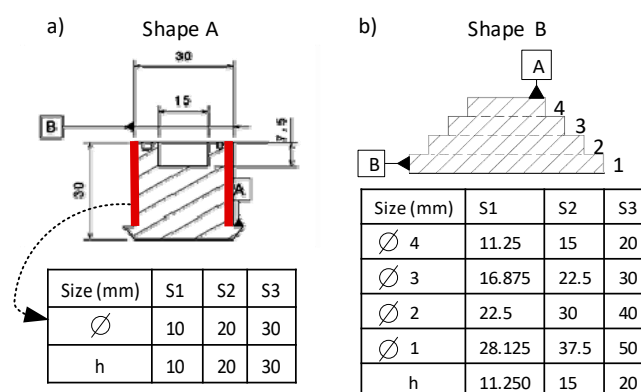 a) Shape A
30
15
B
7.5
30
A
Size (mm) S1 S2 S3
∅ 10 20 30
h 10 20 30
b) Shape B
A
4
3
2
B
1
Size (mm) S1 S2 S3
∅ 4 11.25 15 20
∅ 3 16.875 22.5 30
∅ 2 22.5 30 40
∅ 1 28.125 37.5 50
h 11.250 15 20